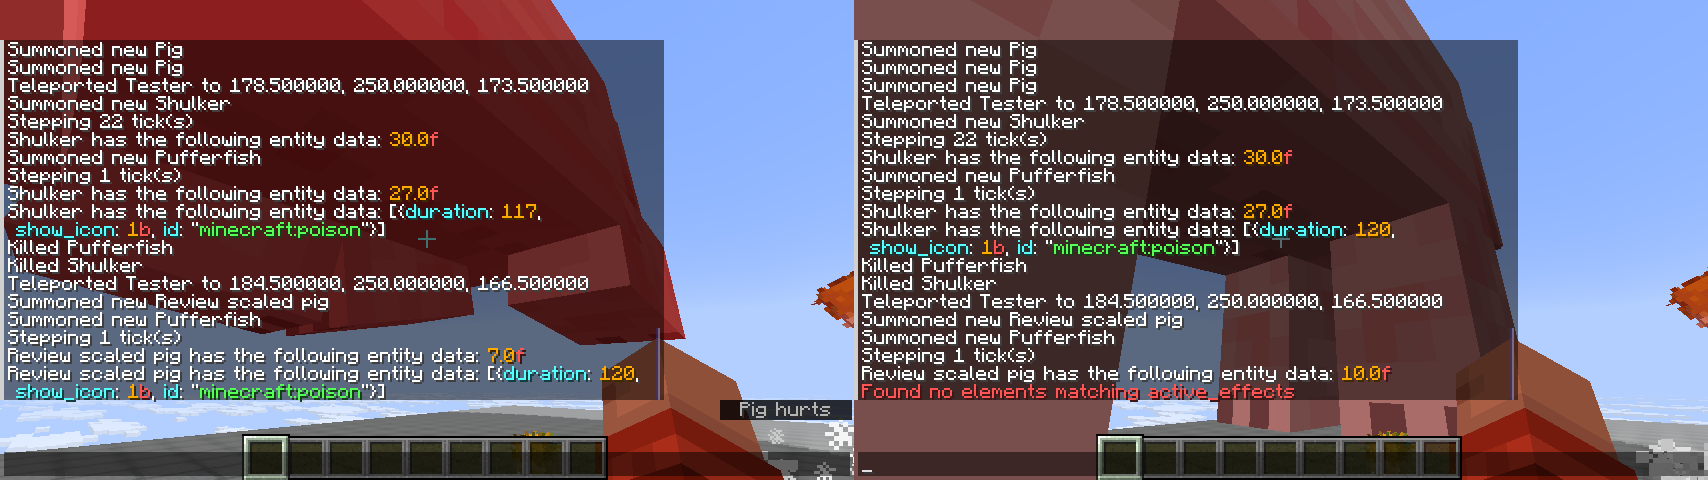 Summoned new Pig
Summoned new Pig
Teleported Tester to 178.500000, 250.000000, 173.500000
Summoned new Shulker
Stepping 22 tick(s)
Shulker has the following entity data: 30.0f
Summoned new Pufferfish
Stepping 1 tick(s)
Shulker has the following entity data: 27.0f
Shulker has the following entity data: [{duration: 117,
show_icon: 1b, id: "minecraft:poison"}]
Killed Pufferfish
Killed Shulker
Teleported Tester to 184.500000, 250.000000, 166.500000
Summoned new Review scaled pig
Summoned new Pufferfish
Stepping 1 tick(s)
Review scaled pig has the following entity data: 7.0f
Review scaled pig has the following entity data: [{duration: 120,
show_icon: 1b, id: "minecraft:poison"}]
Pig hurts
Summoned new Pig
Summoned new Pig
Summoned new Pig
Teleported Tester to 178.500000, 250.000000, 173.500000
Summoned new Shulker
Stepping 22 tick(s)
Shulker has the following entity data: 30.0f
Summoned new Pufferfish
Stepping 1 tick(s)
Shulker has the following entity data: 27.0f
Shulker has the following entity data: [{duration: 120,
show_icon: 1b, id: "minecraft:poison"}]
Killed Pufferfish
Killed Shulker
Teleported Tester to 184.500000, 250.000000, 166.500000
Summoned new Review scaled pig
Summoned new Pufferfish
Stepping 1 tick(s)
Review scaled pig has the following entity data: 10.0f
Found no elements matching active_effects
_